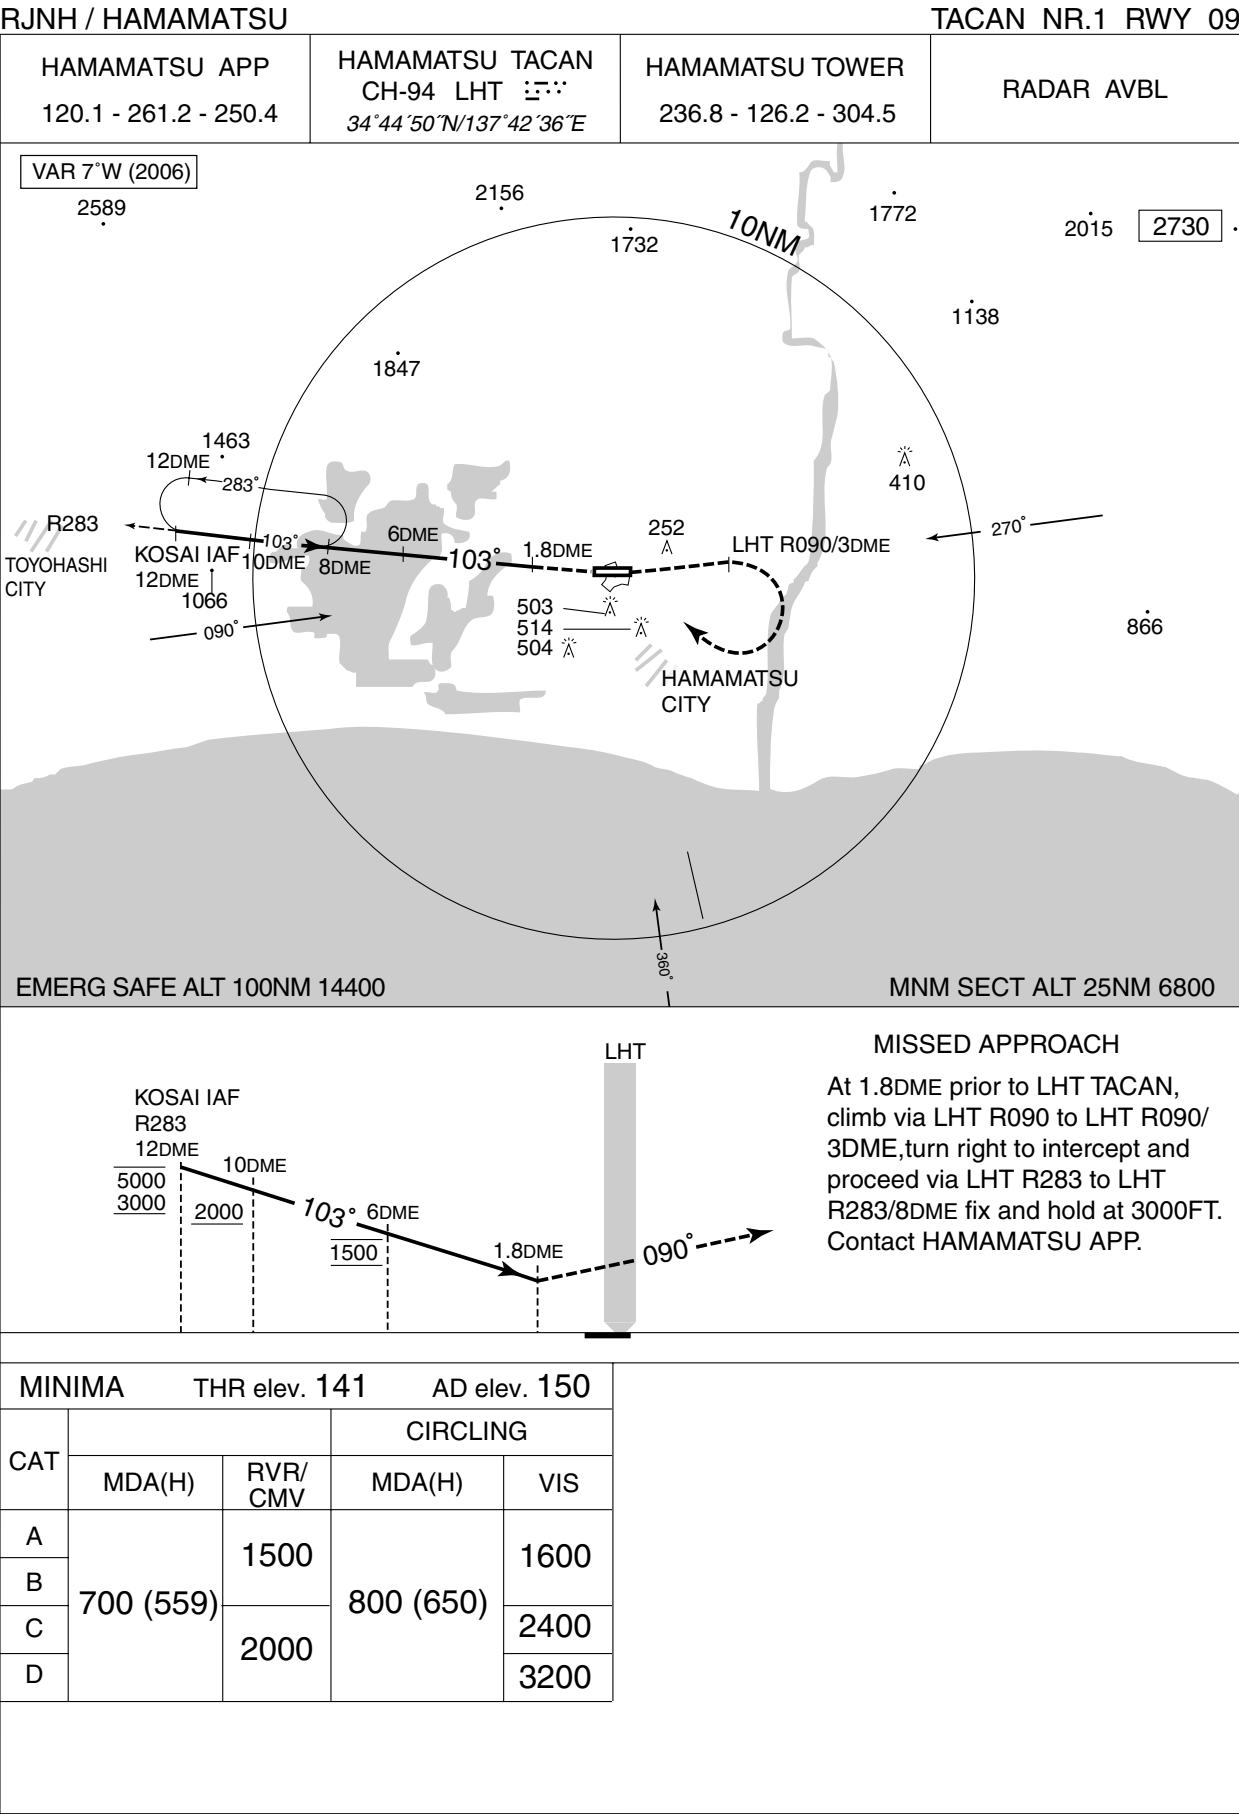 RJNH / HAMAMATSU
TACAN NR.1 RWY 09
HAMAMATSU APP
120.1 - 261.2 - 250.4
HAMAMATSU TACAN
CH-94 LHT
34°44´50˝N/137°42´36˝E
HAMAMATSU TOWER
236.8 - 126.2 - 304.5
RADAR AVBL
VAR 7°W (2006)
2589
2156
1732
10NM
1772
2015
2730
1138
1847
1463
12DME
283°
410
R283
TOYOHASHI
CITY
KOSAI IAF
12DME
1066
103°
10DME
8DME
6DME
103°
1.8DME
252
LHT R090/3DME
270°
090°
503
514
504
866
HAMAMATSU
CITY
360°
EMERG SAFE ALT 100NM 14400
MNM SECT ALT 25NM 6800
LHT
KOSAI IAF
R283
12DME
5000
3000
10DME
2000
103°
6DME
1500
1.8DME
090°
MISSED APPROACH
At 1.8DME prior to LHT TACAN,
climb via LHT R090 to LHT R090/
3DME,turn right to intercept and
proceed via LHT R283 to LHT
R283/8DME fix and hold at 3000FT.
Contact HAMAMATSU APP.
MINIMA THR elev. 141 AD elev. 150
CAT
CIRCLING
MDA(H)
RVR/
CMV
MDA(H)
VIS
A
B
C
D
700 (559)
1500
2000
800 (650)
1600
2400
3200